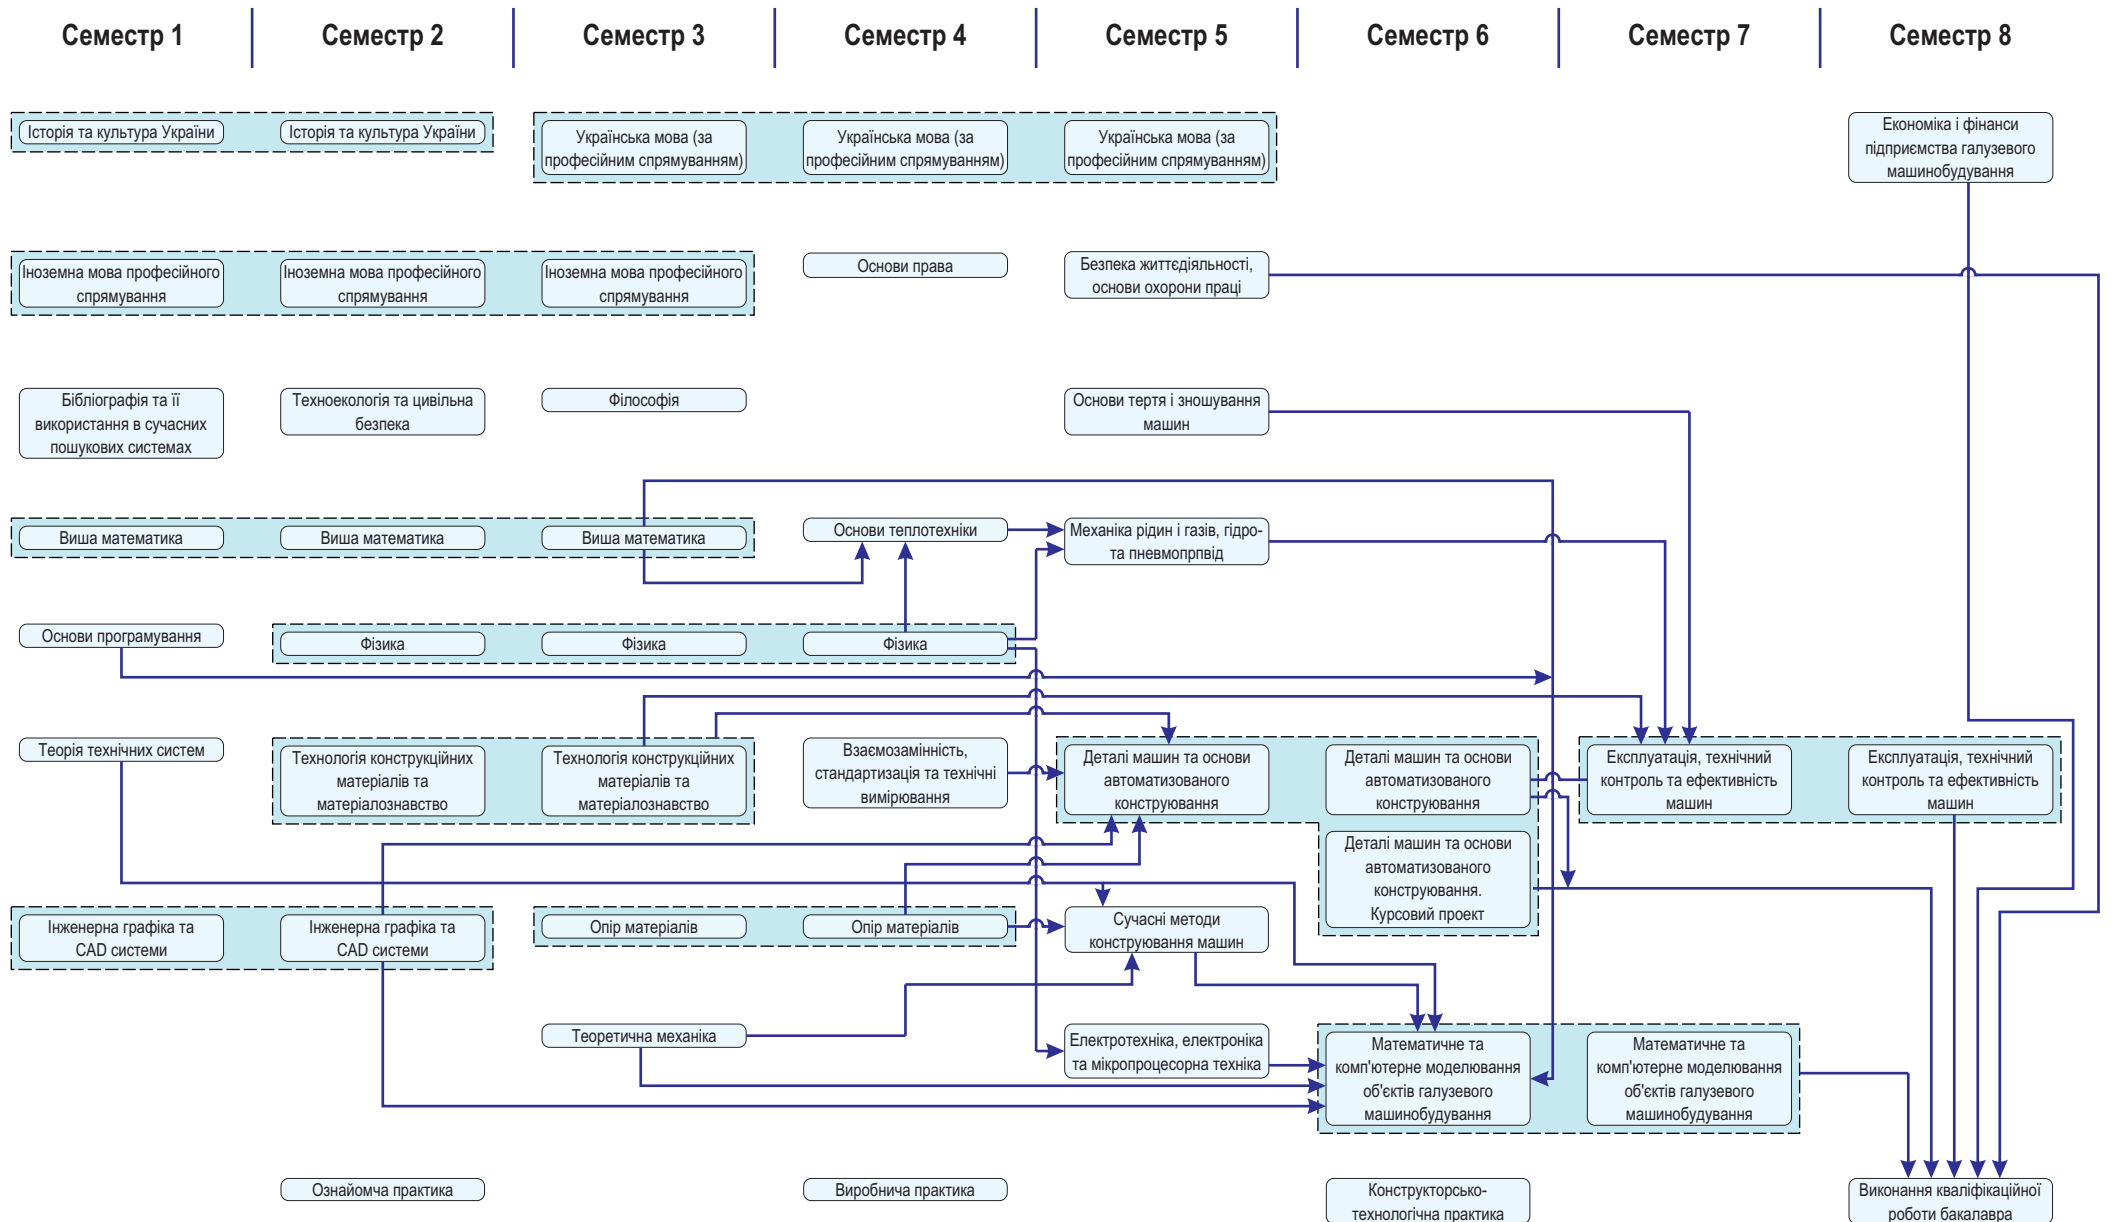 Семестр 1
Семестр 2
Семестр 3
Семестр 4
Семестр 5
Семестр 6
Семестр 7
Семестр 8
Історія та культура України
Історія та культура України
Українська мова (за
професійним спрямуванням)
Українська мова (за
професійним спрямуванням)
Українська мова (за
професійним спрямуванням)
Економіка і фінанси
підприємства галузевого
машинобудування
Іноземна мова професійного
спрямування
Іноземна мова професійного
спрямування
Іноземна мова професійного
спрямування
Основи права
Безпека життєдіяльності,
основи охорони праці
Бібліографія та її
використання в сучасних
пошукових системах
Техноекологія та цивільна
безпека
Філософія
Основи тертя і зношування
машин
Виша математика
Виша математика
Виша математика
Основи теплотехніки
Механіка рідин і газів, гідро-
та пневмопрпвід
Основи програмування
Фізика
Фізика
Фізика
Теорія технічних систем
Технологія конструкційних
матеріалів та
матеріалознавство
Технологія конструкційних
матеріалів та
матеріалознавство
Взаємозамінність,
стандартизація та технічні
вимірювання
Деталі машин та основи
автоматизованого
конструювання
Деталі машин та основи
автоматизованого
конструювання
Експлуатація, технічний
контроль та ефективність
машин
Експлуатація, технічний
контроль та ефективність
машин
Деталі машин та основи
автоматизованого
конструювання.
Курсовий проект
Інженерна графіка та
CAD системи
Інженерна графіка та
CAD системи
Опір матеріалів
Опір матеріалів
Сучасні методи
конструювання машин
Теоретична механіка
Електротехніка, електроніка
та мікропроцесорна техніка
Математичне та
комп'ютерне моделювання
об'єктів галузевого
машинобудування
Математичне та
комп'ютерне моделювання
об'єктів галузевого
машинобудування
Ознайомча практика
Виробнича практика
Конструкторсько-
технологічна практика
Виконання кваліфікаційної
роботи бакалавра